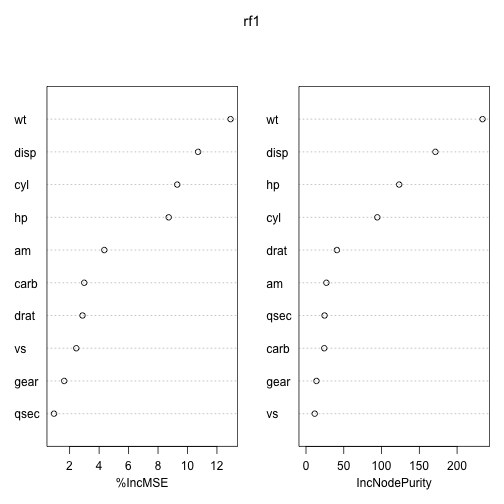 rf1
wt
disp
cyl
hp
am
carb
drat
vs
gear
qsec
2 4 6 8 10 12
%IncMSE
wt
disp
hp
cyl
drat
am
qsec
carb
gear
vs
0 50 100 150 200
IncNodePurity